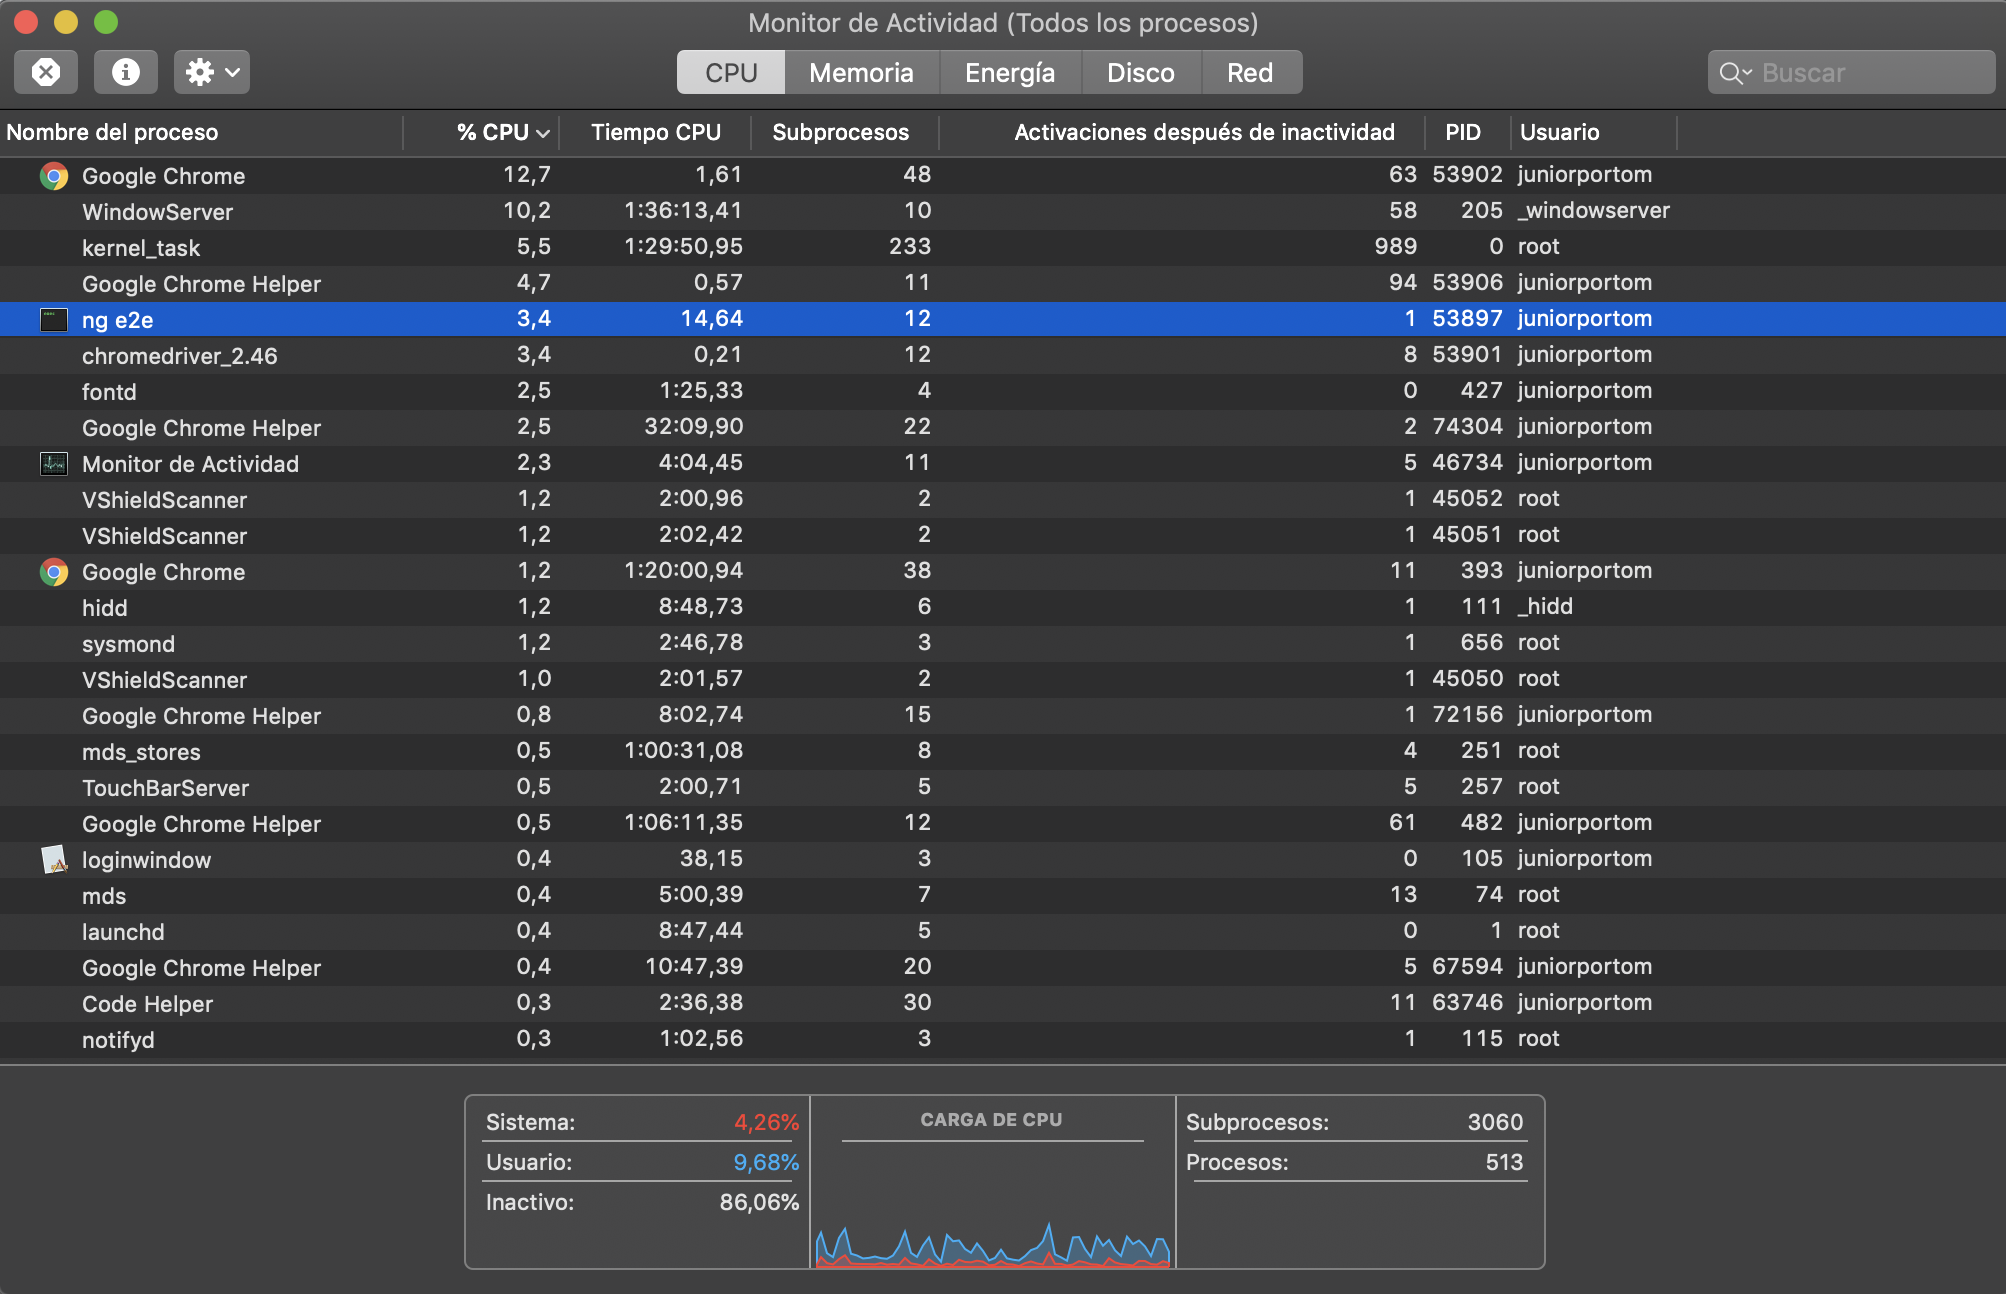 Monitor de Actividad (Todos los procesos)
CPU Memoria Energía Disco Red Buscar
Nombre del proceso % CPU Tiempo CPU Subprocesos Activaciones después de inactividad PID Usuario
Google Chrome 12,7 1,61 48 63 53902 juniorportom
WindowServer 10,2 1:36:13,41 10 58 205 _windowserver
kernel_task 5,5 1:29:50,95 233 989 0 root
Google Chrome Helper 4,7 0,57 11 94 53906 juniorportom
ng e2e 3,4 14,64 12 1 53897 juniorportom
chromedriver_2.46 3,4 0,21 12 8 53901 juniorportom
fontd 2,5 1:25,33 4 0 427 juniorportom
Google Chrome Helper 2,5 32:09,90 22 2 74304 juniorportom
Monitor de Actividad 2,3 4:04,45 11 5 46734 juniorportom
VShieldScanner 1,2 2:00,96 2 1 45052 root
VShieldScanner 1,2 2:02,42 2 1 45051 root
Google Chrome 1,2 1:20:00,94 38 11 393 juniorportom
hidd 1,2 8:48,73 6 1 111 _hidd
sysmond 1,2 2:46,78 3 1 656 root
VShieldScanner 1,0 2:01,57 2 1 45050 root
Google Chrome Helper 0,8 8:02,74 15 1 72156 juniorportom
mds_stores 0,5 1:00:31,08 8 4 251 root
TouchBarServer 0,5 2:00,71 5 5 257 root
Google Chrome Helper 0,5 1:06:11,35 12 61 482 juniorportom
loginwindow 0,4 38,15 3 0 105 juniorportom
mds 0,4 5:00,39 7 13 74 root
launchd 0,4 8:47,44 5 0 1 root
Google Chrome Helper 0,4 10:47,39 20 5 67594 juniorportom
Code Helper 0,3 2:36,38 30 11 63746 juniorportom
notifyd 0,3 1:02,56 3 1 115 root
Sistema: 4,26% CARGA DE CPU Subprocesos: 3060
Usuario: 9,68% Procesos: 513
Inactivo: 86,06%